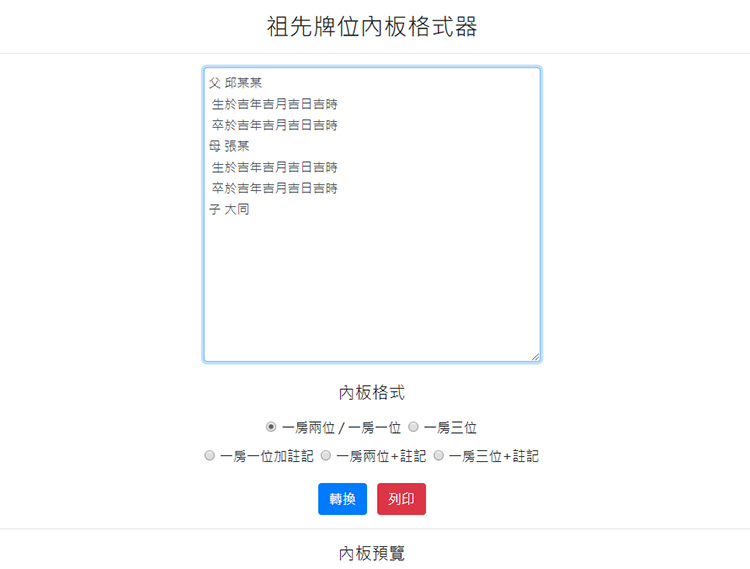 祖先牌位內板格式器
父 邱某某
生於吉年吉月吉日吉時
卒於吉年吉月吉日吉時
母 張某
生於吉年吉月吉日吉時
卒於吉年吉月吉日吉時
子 大同
內板格式
一房兩位 / 一房一位 一房三位
一房一位加註記 一房兩位+註記 一房三位+註記
轉換 列印
內板預覽